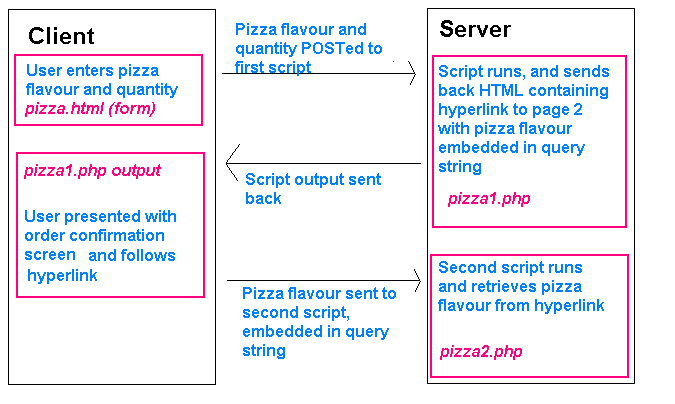 Client
User enters pizza
flavour and quantity
pizza.html (form)
Pizza flavour and
quantity POSTed to
first script
Server
Script runs, and sends
back HTML containing
hyperlink to page 2
with pizza flavour
embedded in query
string
pizza1.php
Script output sent
back
pizza1.php output
User presented with
order confirmation
screen and follows
hyperlink
Pizza flavour sent to
second script,
embedded in query
string
Second script runs
and retrieves pizza
flavour from hyperlink
pizza2.php